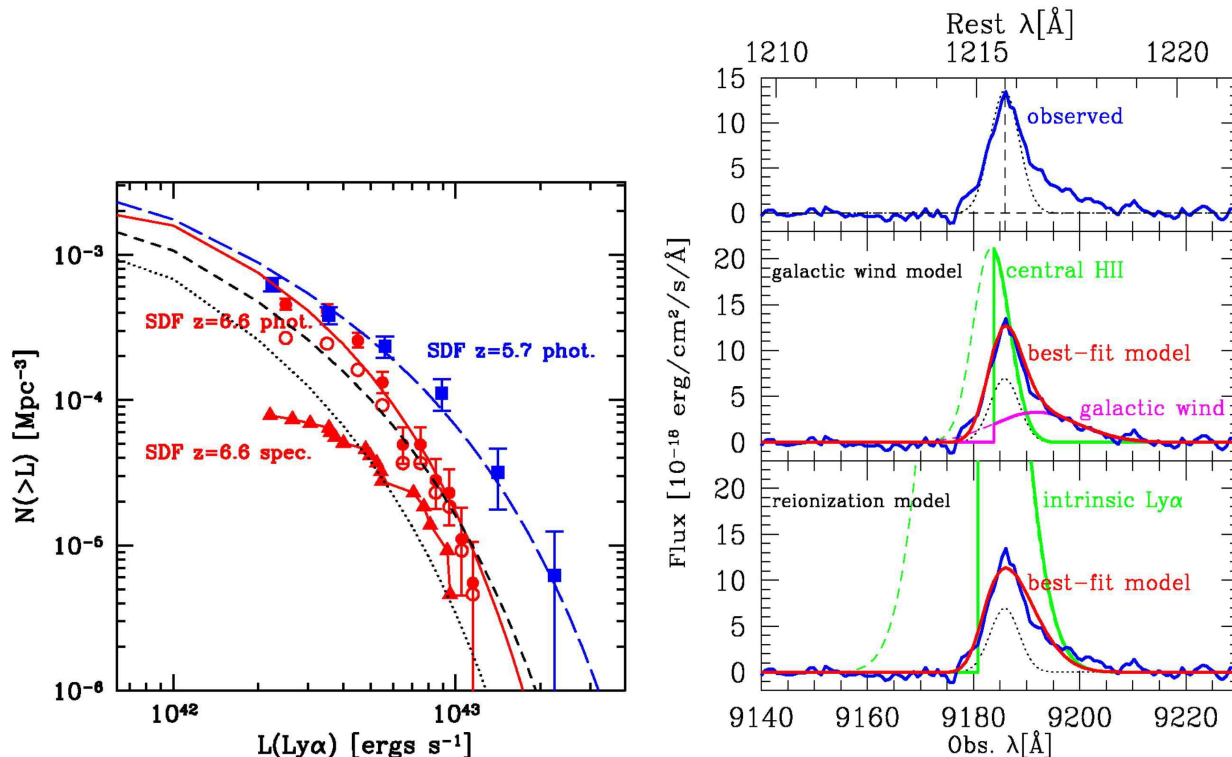 N(>L) [Mpc⁻³]
10⁻³
10⁻⁴
10⁻⁵
10⁻⁶
SDF z=6.6 phot.
SDF z=5.7 phot.
SDF z=6.6 spec.
10⁴²
10⁴³
L(Lyα) [ergs s⁻¹]
Rest λ[Å]
1210
1215
1220
Flux [10⁻¹⁸ erg/cm²/s/Å]
15
10
5
0
observed
20
15
10
5
0
galactic wind model
central HII
best-fit model
galactic wind
20
15
10
5
0
reionization model
intrinsic Lyα
best-fit model
9140
9160
9180
9200
9220
Obs. λ[Å]